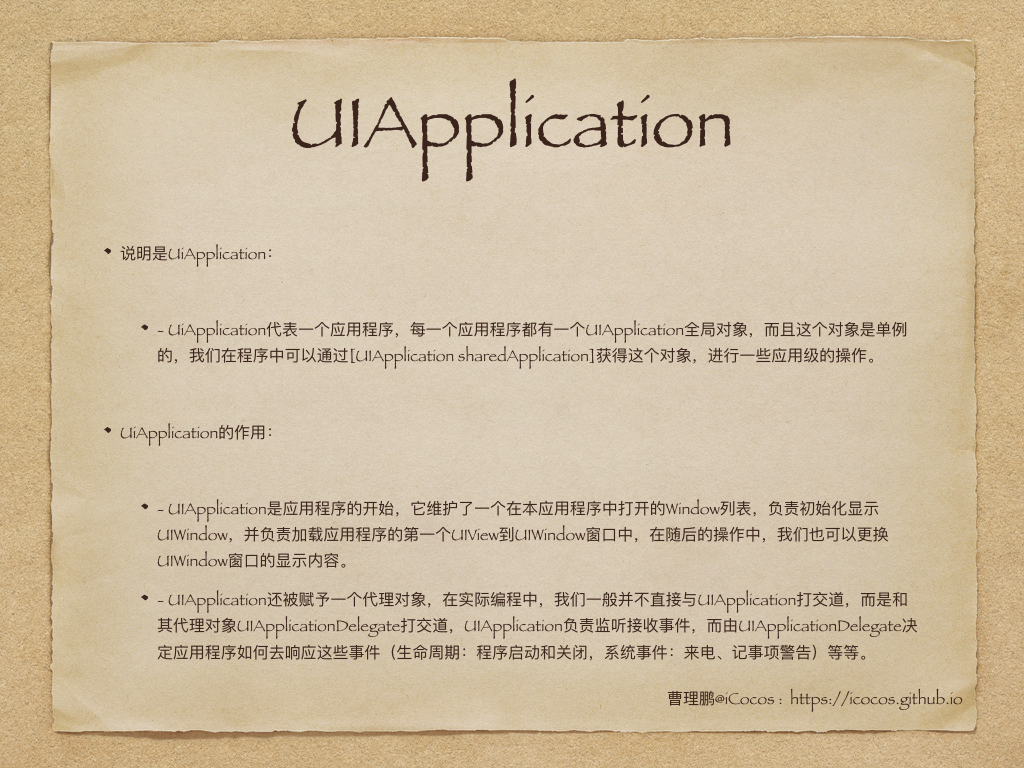 UIApplication
• 说明是UiApplication：
• - UiApplication代表一个应用程序，每一个应用程序都有一个UIApplication全局对象，而且这个对象是单例
的，我们在程序中可以通过[UIApplication sharedApplication]获得这个对象，进行一些应用级的操作。
• UiApplication的作用：
• - UIApplication是应用程序的开始，它维护了一个在本应用程序中打开的Window列表，负责初始化显示
UIWindow，并负责加载应用程序的第一个UIView到UIWindow窗口中，在随后的操作中，我们也可以更换
UIWindow窗口的显示内容。
• - UIApplication还被赋予一个代理对象，在实际编程中，我们一般并不直接与UIApplication打交道，而是和
其代理对象UIApplicationDelegate打交道，UIApplication负责监听接收事件，而由UIApplicationDelegate决
定应用程序如何去响应这些事件（生命周期：程序启动和关闭，系统事件：来电、记事项警告）等等。
曹理鹏@iCocos : https://icocos.github.io